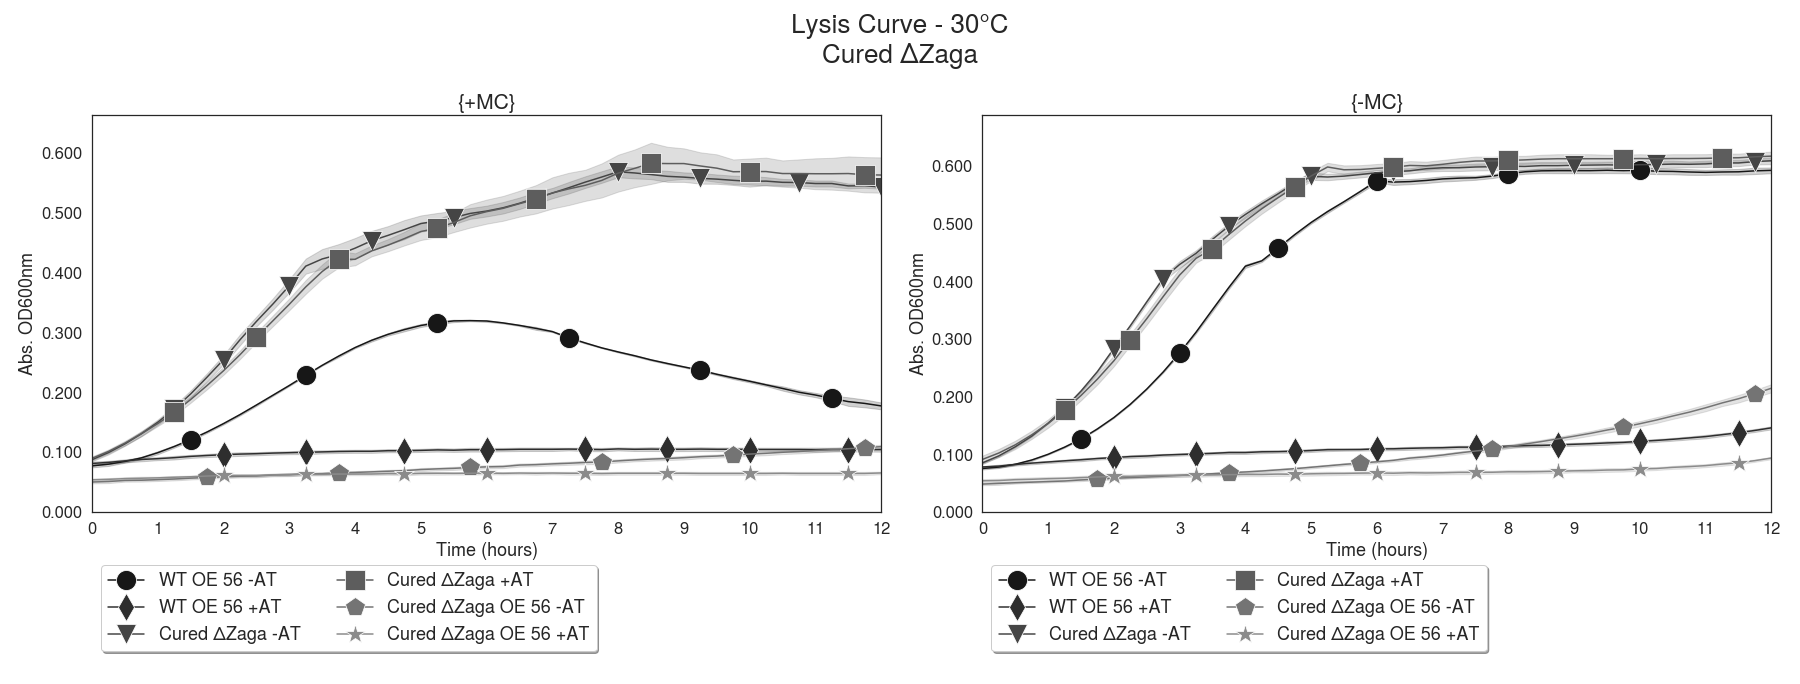 Lysis Curve - 30°C
Cured ΔZaga
{+MC}
Abs. OD600nm
0.600
0.500
0.400
0.300
0.200
0.100
0.000
0 1 2 3 4 5 6 7 8 9 10 11 12
Time (hours)
WT OE 56 -AT
WT OE 56 +AT
Cured ΔZaga -AT
Cured ΔZaga +AT
Cured ΔZaga OE 56 -AT
Cured ΔZaga OE 56 +AT
{-MC}
Abs. OD600nm
0.600
0.500
0.400
0.300
0.200
0.100
0.000
0 1 2 3 4 5 6 7 8 9 10 11 12
Time (hours)
WT OE 56 -AT
WT OE 56 +AT
Cured ΔZaga -AT
Cured ΔZaga +AT
Cured ΔZaga OE 56 -AT
Cured ΔZaga OE 56 +AT